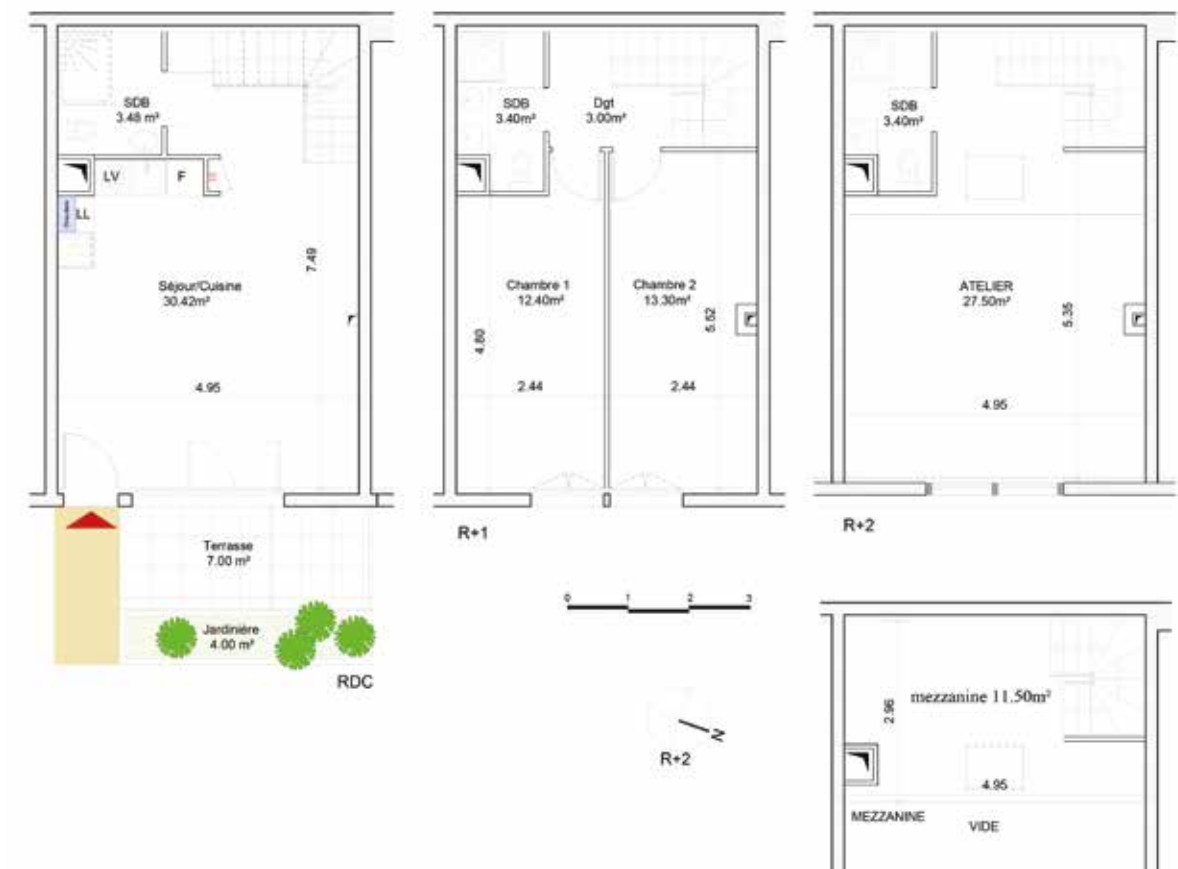 SDB
3.48 m²
LV
F
LL
7.49
Séjour/Cuisine
30.42m²
4.95
Terrasse
7.00 m²
Jardinière
4.00 m²
RDC
SDB
3.40m²
Dgt
3.00m²
Chambre 1
12.40m²
Chambre 2
13.30m²
4.80
5.52
2.44
2.44
R+1
SDB
3.40m²
ATELIER
27.50m²
5.35
4.95
R+2
0 1 2 3
N
R+2
mezzanine 11.50m²
2.96
4.95
MEZZANINE
VIDE